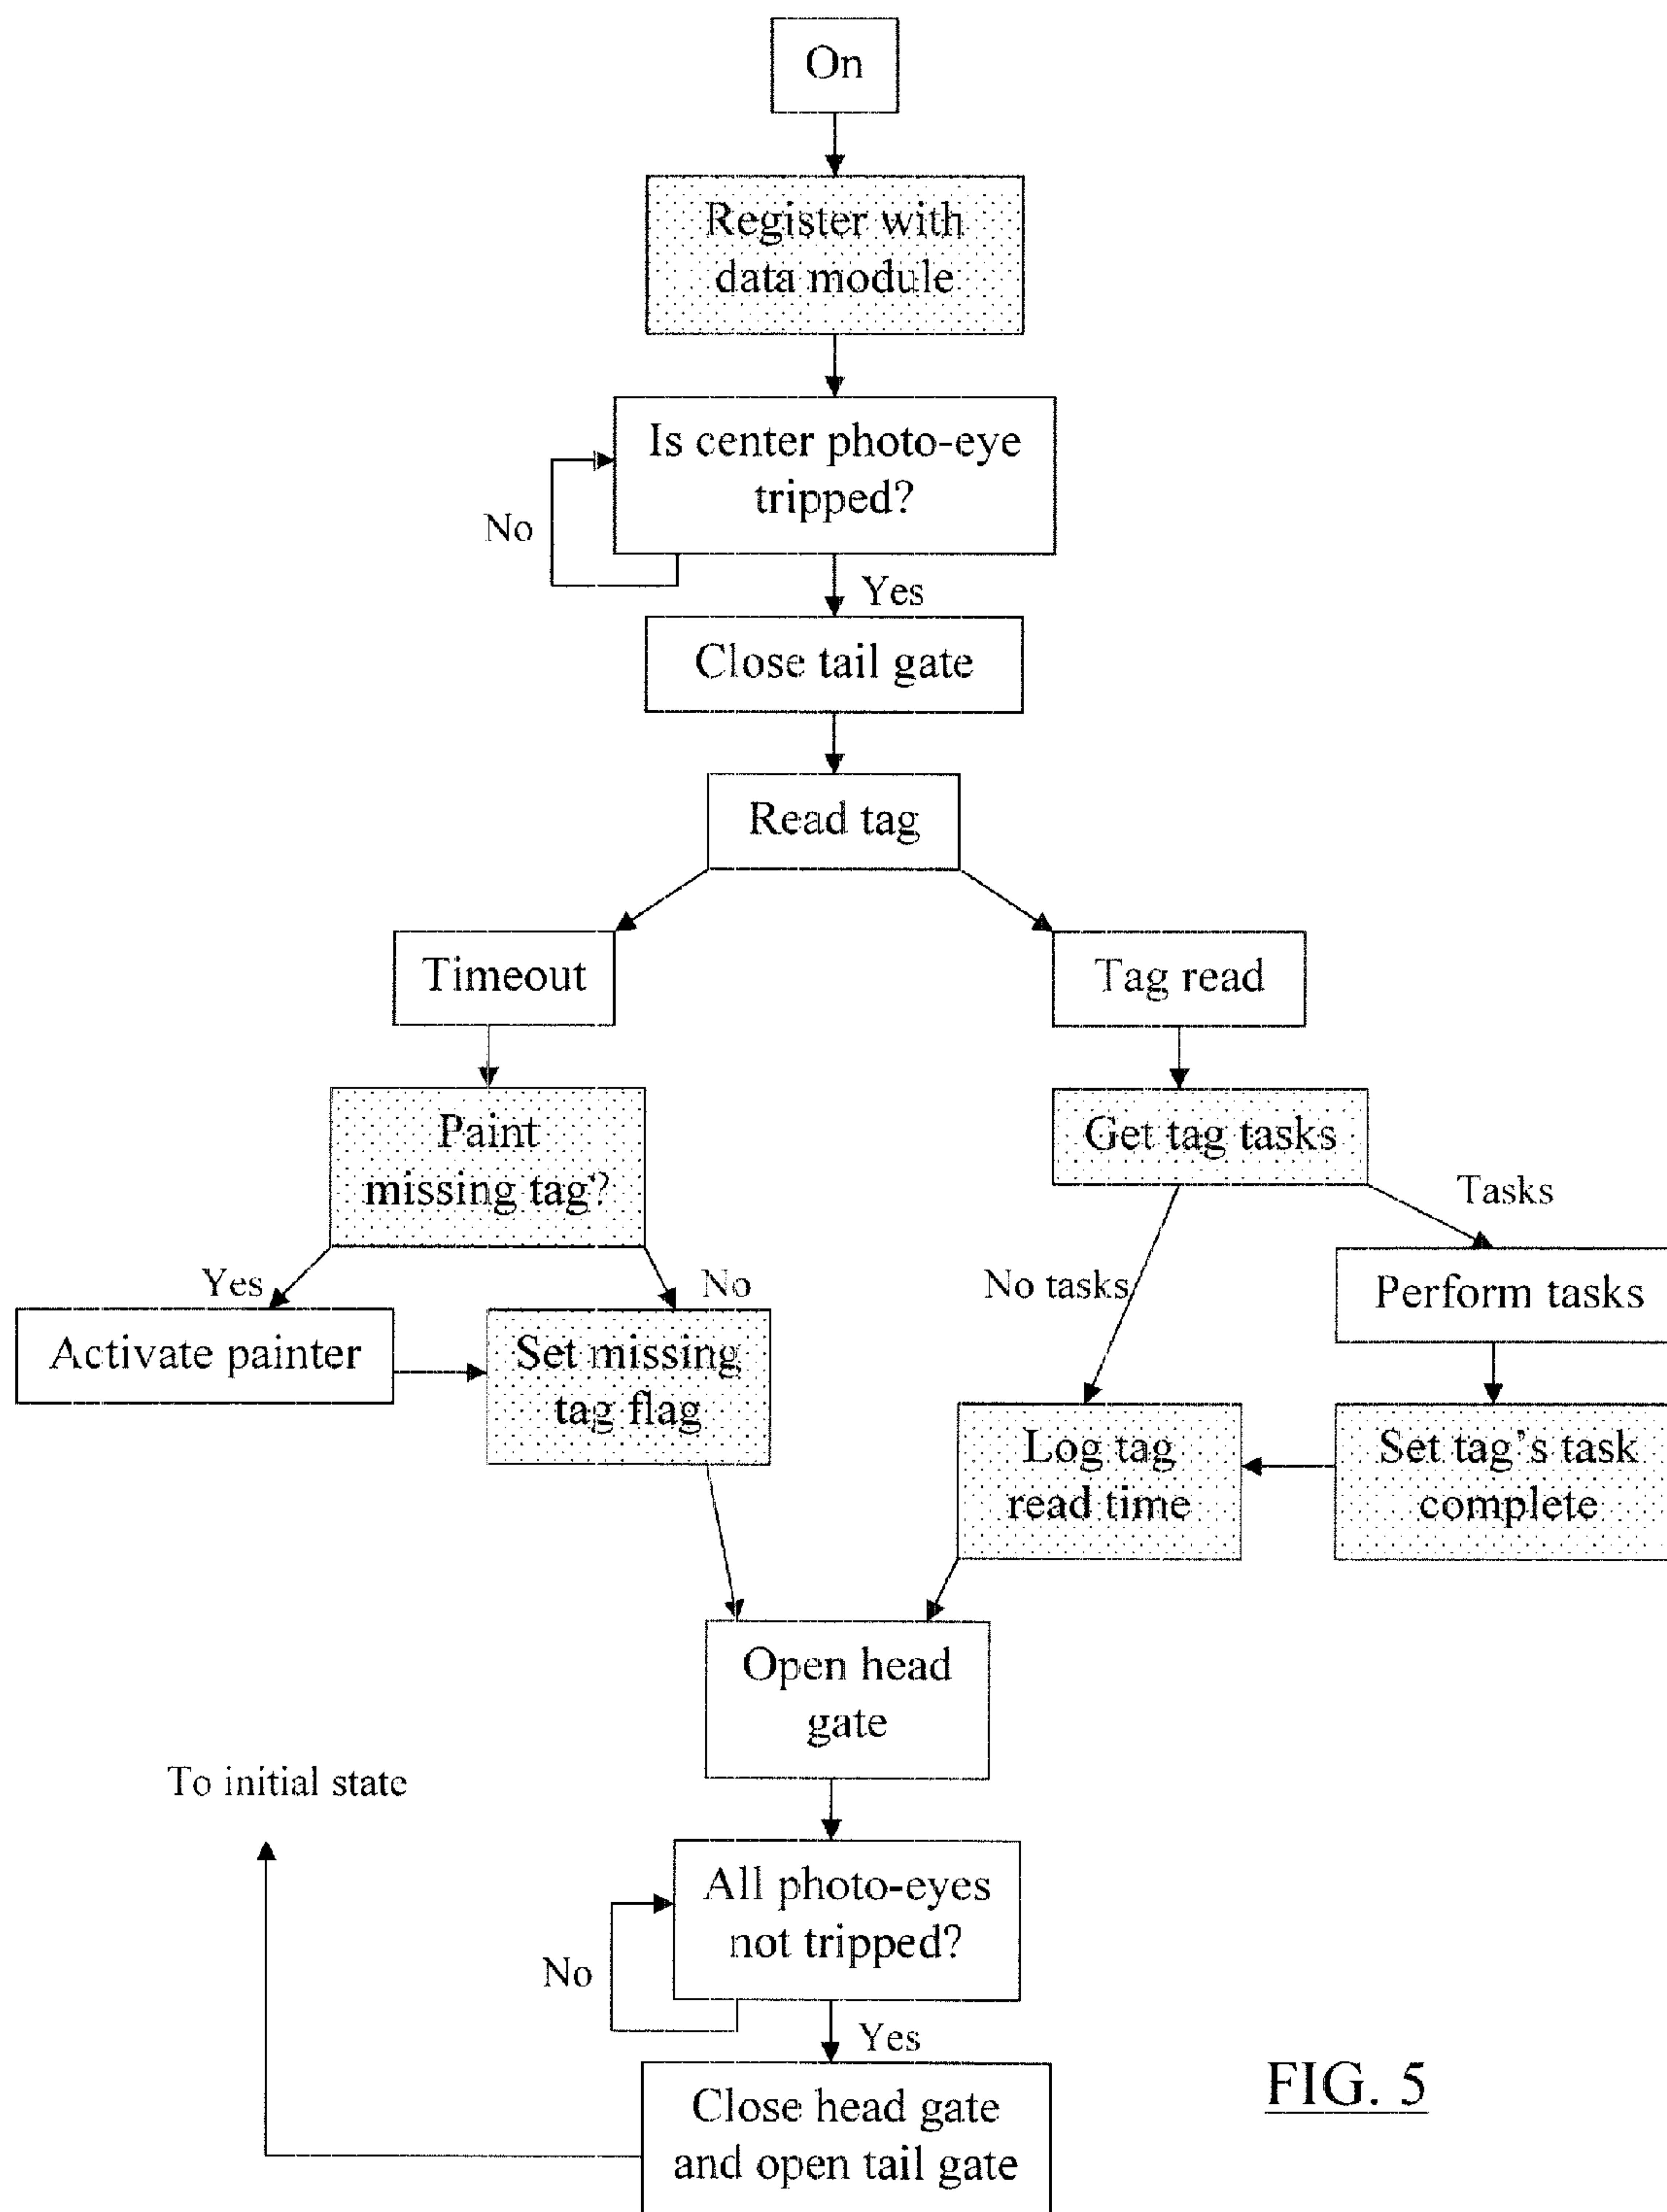 On
Register with
data module
Is center photo-eye
tripped?
No
Yes
Close tail gate
Read tag
Timeout
Tag read
Paint
missing tag?
Get tag tasks
Tasks
Yes
No
No tasks
Perform tasks
Activate painter
Set missing
tag flag
Log tag
read time
Set tag's task
complete
Open head
gate
To initial state
All photo-eyes
not tripped?
No
Yes
Close head gate
and open tail gate
FIG. 5